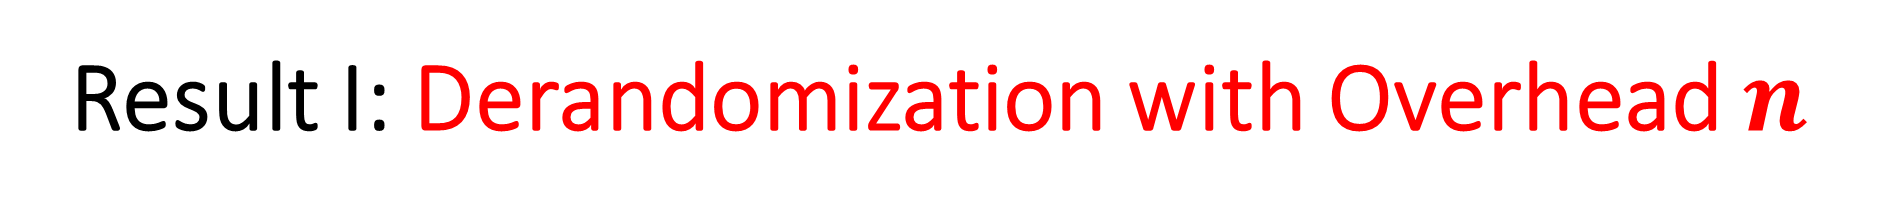 Result I: Derandomization with Overhead n